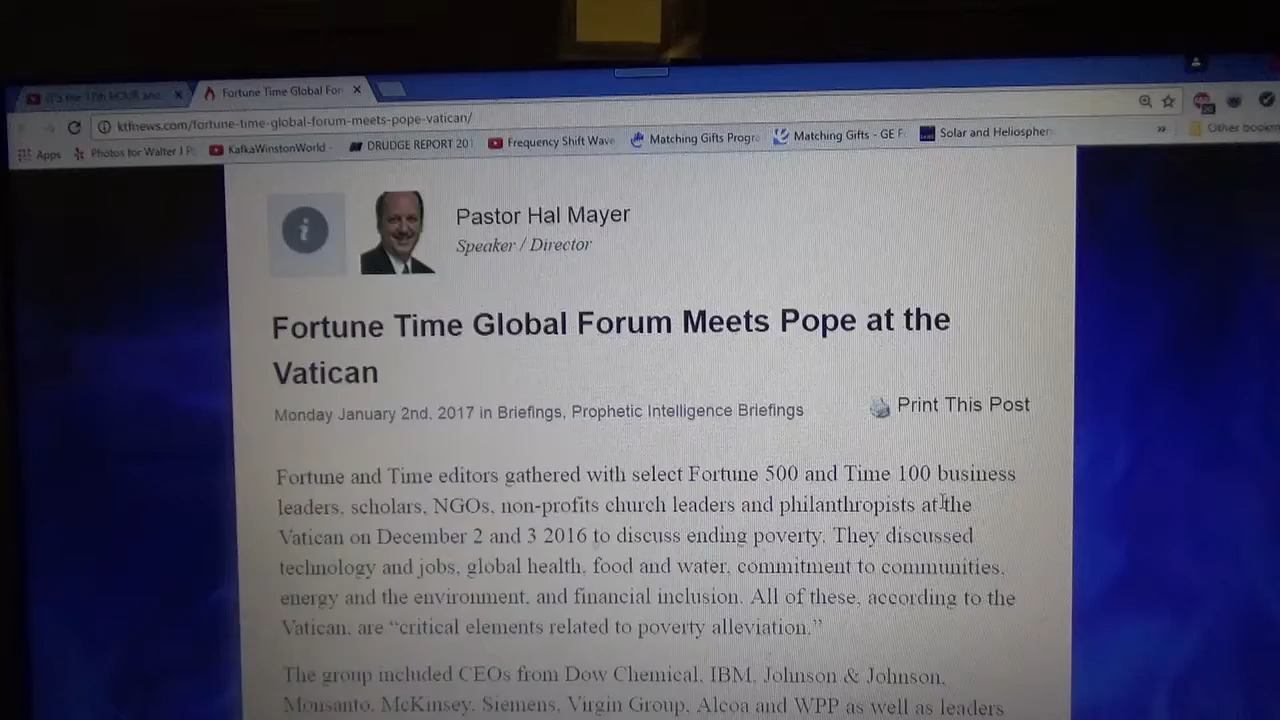 It's the 11th HOUR and
Fortune Time Global For
ktfnews.com/fortune-time-global-forum-meets-pope-vatican/
Apps Photos for Walter J P KafkaWinstonWorld DRUDGE REPORT 20 Frequency Shift Wave Matching Gifts Progra Matching Gifts - GE F Solar and Heliospher » Other book
i
Pastor Hal Mayer
Speaker / Director
Fortune Time Global Forum Meets Pope at the
Vatican
Monday January 2nd, 2017 in Briefings, Prophetic Intelligence Briefings
Print This Post
Fortune and Time editors gathered with select Fortune 500 and Time 100 business
leaders, scholars, NGOs, non-profits church leaders and philanthropists at the
Vatican on December 2 and 3 2016 to discuss ending poverty. They discussed
technology and jobs, global health, food and water, commitment to communities,
energy and the environment, and financial inclusion. All of these, according to the
Vatican, are “critical elements related to poverty alleviation.”
The group included CEOs from Dow Chemical, IBM, Johnson & Johnson,
Monsanto, McKinsey, Siemens, Virgin Group, Alcoa and WPP as well as leaders